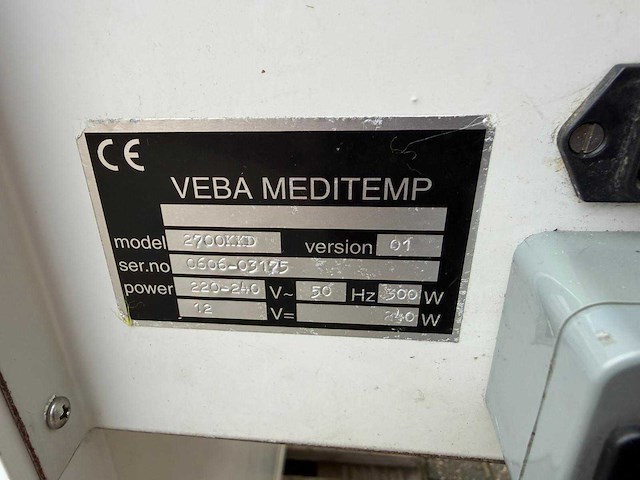 CE
VEBA MEDITEMP
model 2700KKD version 01
ser.no 0606-03175
power 220-240 V~ 50 Hz 300 W
12 V= 240 W